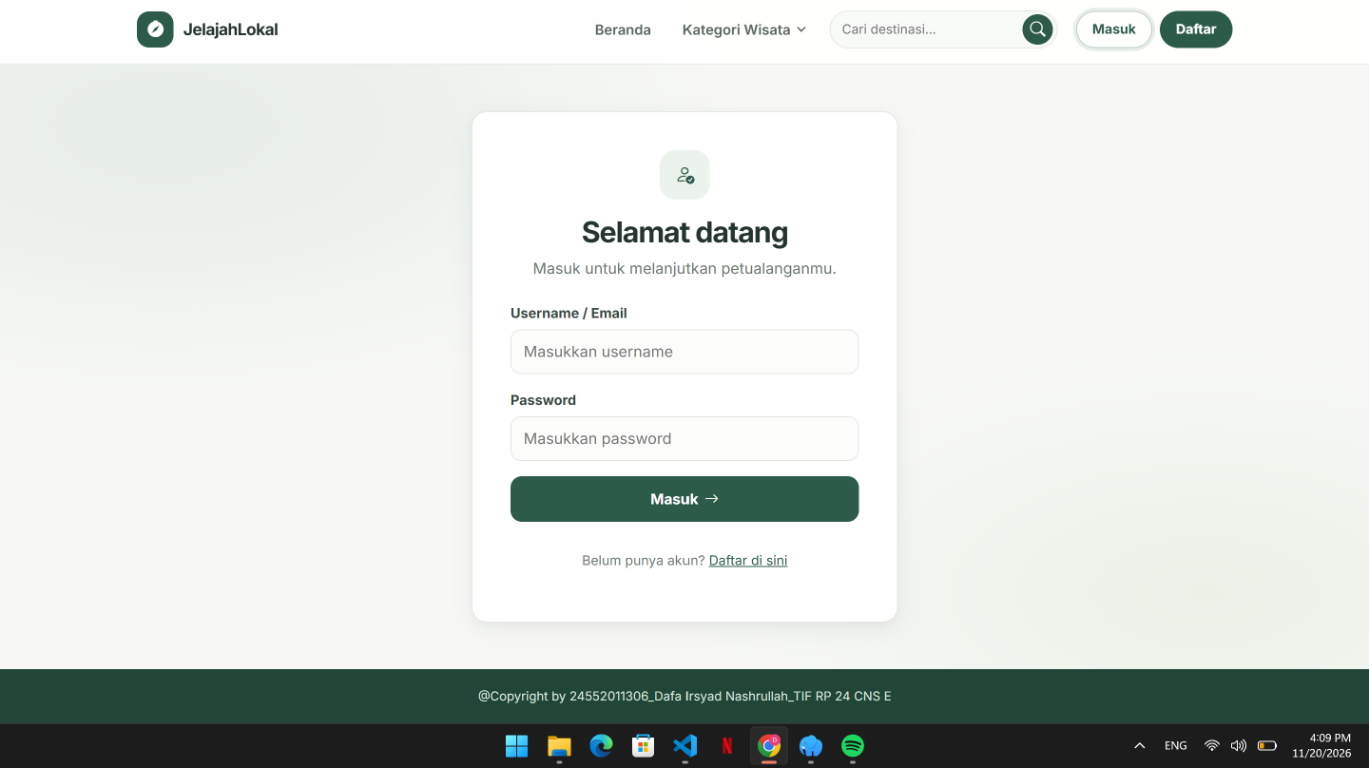 JelajahLokal
Beranda
Kategori Wisata
Cari destinasi...
Masuk
Daftar
Selamat datang
Masuk untuk melanjutkan petualanganmu.
Username / Email
Masukkan username
Password
Masukkan password
Masuk →
Belum punya akun? Daftar di sini
@Copyright by 24552011306_Dafa Irsyad Nashrullah_TIF RP 24 CNS E
ENG
4:09 PM
11/20/2026